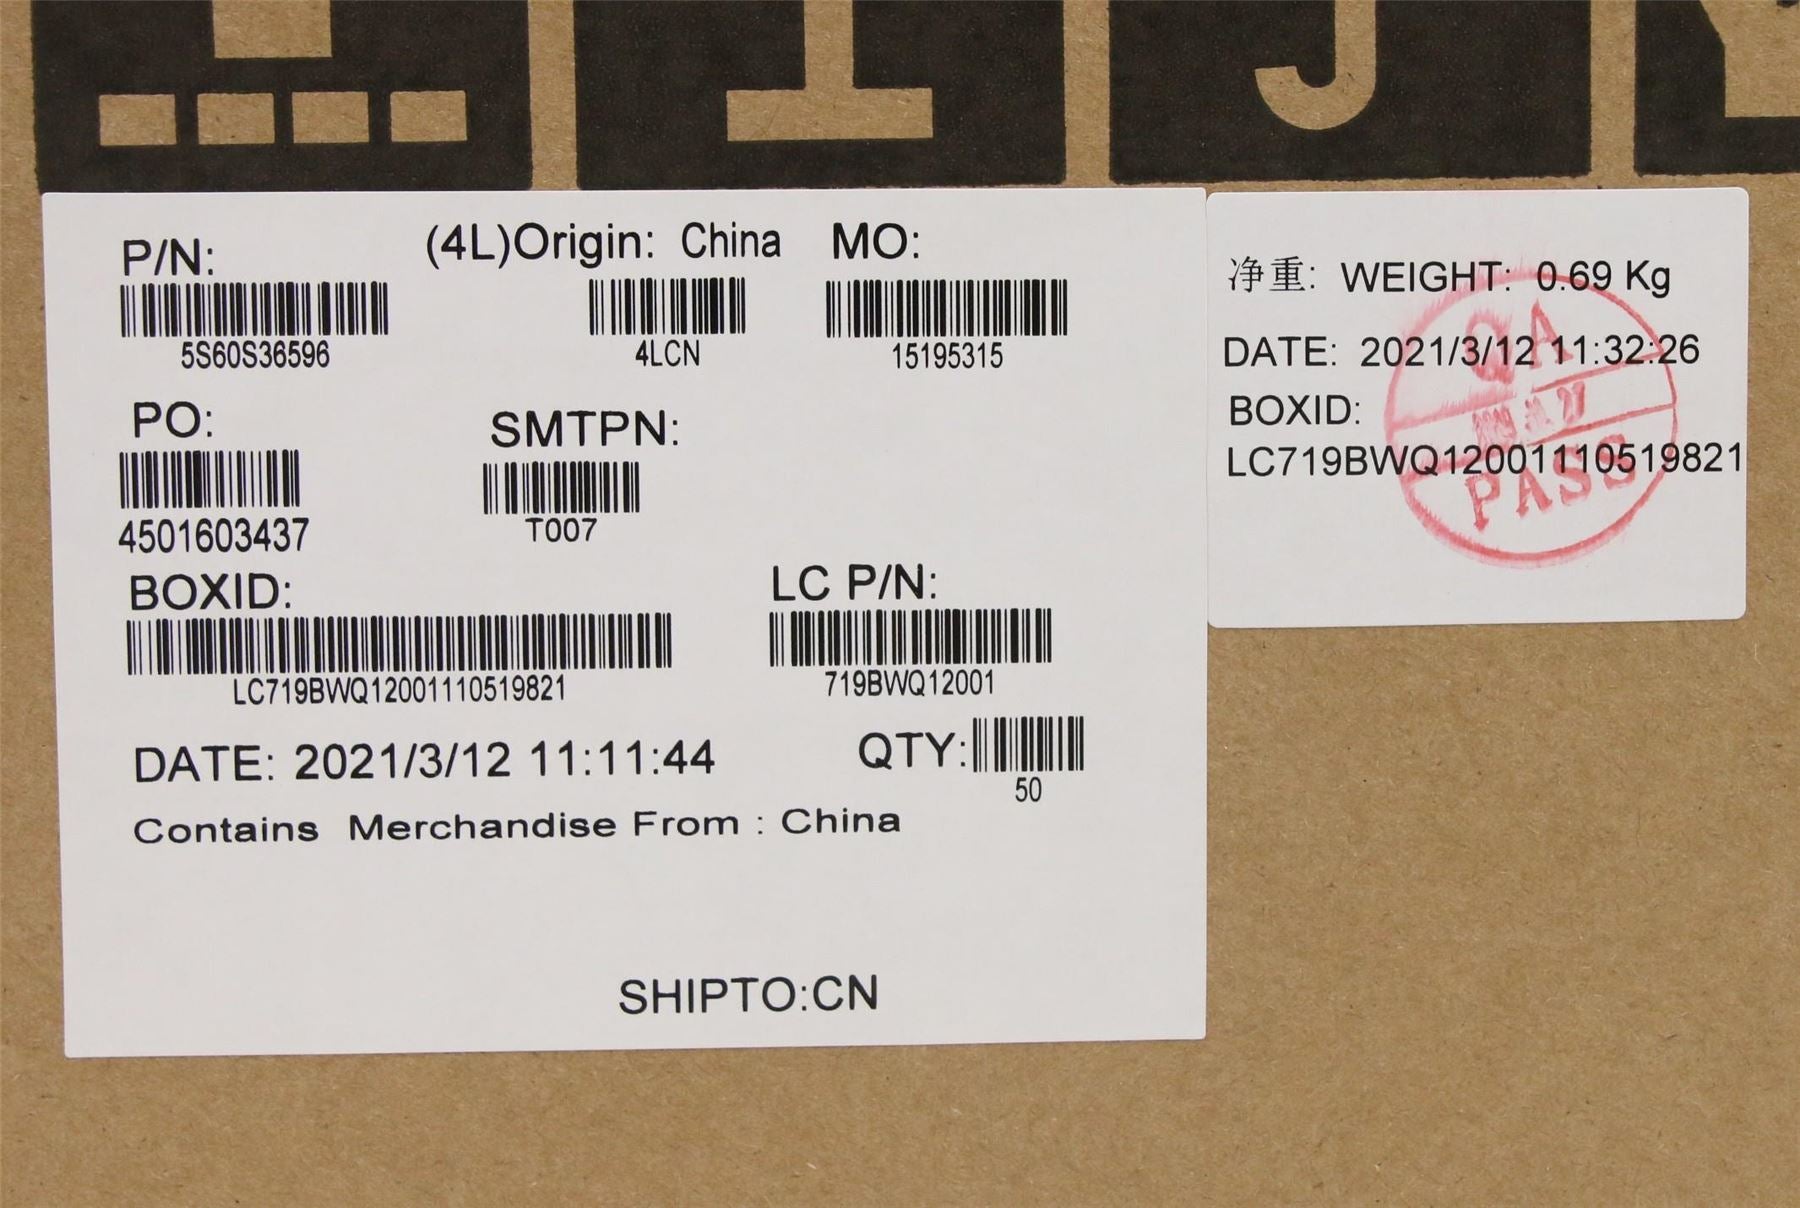 P/N: (4L)Origin: China MO:
5S60S36596 4LCN 15195315
PO: SMTPN:
4501603437 T007
BOXID: LC P/N:
LC719BWQ12001110519821 719BWQ12001
DATE: 2021/3/12 11:11:44 QTY:
50
Contains Merchandise From : China
SHIPTO:CN
净重: WEIGHT: 0.69 Kg
DATE: 2021/3/12 11:32:26
BOXID:
LC719BWQ12001110519821
QA
PASS